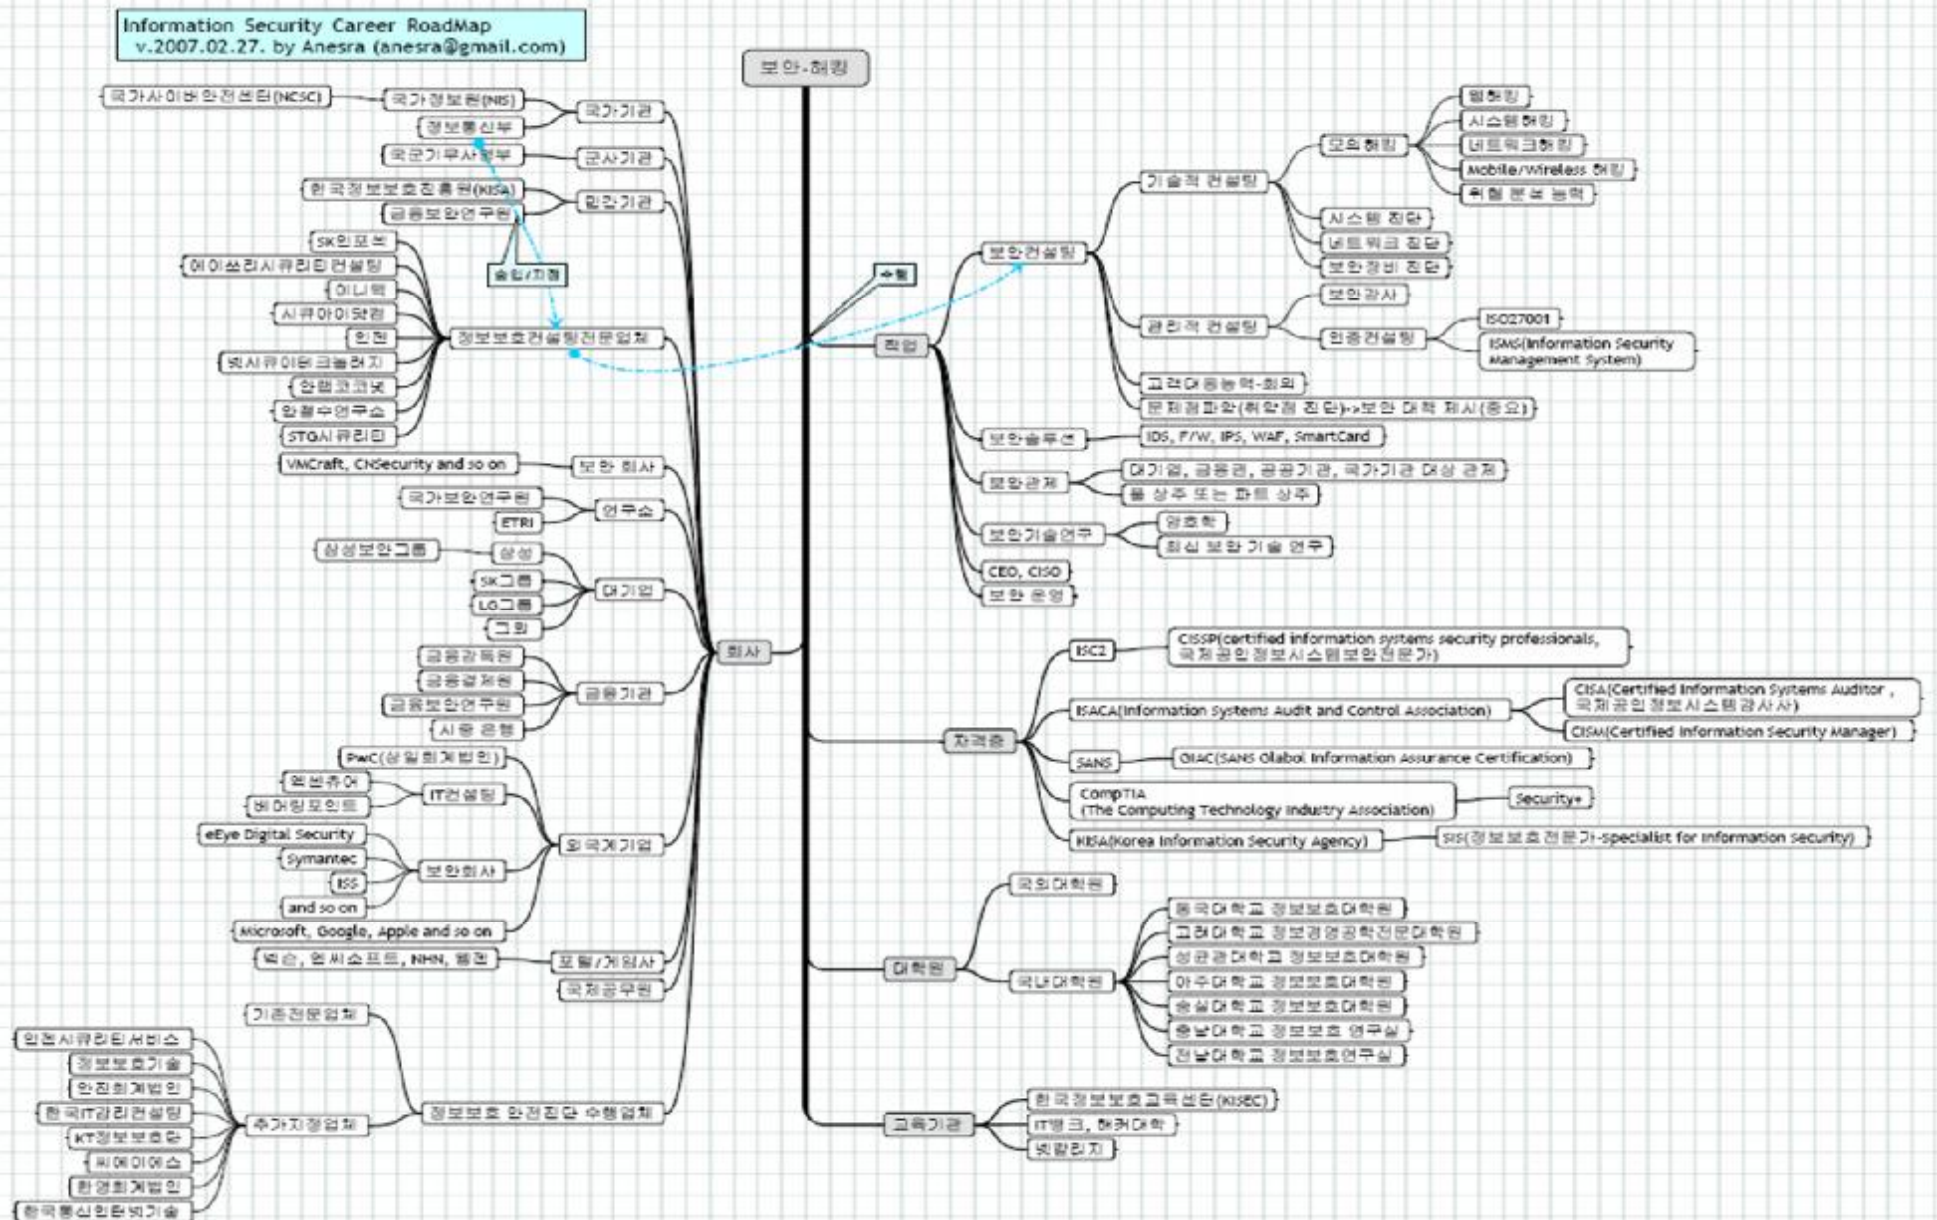 Information Security Career RoadMap
v.2007.02.27. by Anesra (anesra@gmail.com)
보안-해킹
국가사이버안전센터(NCSC)
국가정보원(NIS)
정보통신부
국가기관
국군기무사령부
군사기관
한국정보보호진흥원(KISA)
금융보안연구원
민간기관
승인/지정
SK인포섹
에이쓰리시큐리티컨설팅
이니텍
시큐아이닷컴
인젠
넷시큐어테크놀러지
안랩코코넛
안철수연구소
STG시큐리티
정보보호컨설팅전문업체
VMCraft, CNSecurity and so on
보안 회사
국가보안연구원
ETRI
연구소
삼성보안그룹
삼성
SK그룹
LG그룹
그외
대기업
금융감독원
금융결제원
금융보안연구원
시중 은행
금융기관
회사
PwC(삼일회계법인)
엑센츄어
베어링포인트
IT컨설팅
eEye Digital Security
Symantec
ISS
and so on
보안회사
Microsoft, Google, Apple and so on
외국계기업
넥슨, 엔씨소프트, NHN, 웹젠
포털/게임사
국제공무원
기존전문업체
인젠시큐리티서비스
정보보호기술
안진회계법인
한국IT감리컨설팅
KT정보보호단
씨에이에스
한영회계법인
한국통신인터넷기술
추가지정업체
정보보호 안전진단 수행업체
수행
직업
보안컨설팅
기술적 컨설팅
모의해킹
웹해킹
시스템해킹
네트워크해킹
Mobile/Wireless 해킹
위협 분석 능력
시스템 진단
네트워크 진단
보안장비 진단
관리적 컨설팅
보안감사
인증컨설팅
ISO27001
ISMS(Information Security
Management System)
고객대응능력-회의
문제점파악(취약점 진단)->보안 대책 제시(중요)
보안솔루션
IDS, F/W, IPS, WAF, SmartCard
보안관제
대기업, 금융권, 공공기관, 국가기관 대상 관제
풀 상주 또는 파트 상주
보안기술연구
암호학
최신 보안 기술 연구
CEO, CISO
보안 운영
자격증
ISC2
CISSP(certified information systems security professionals,
국제공인정보시스템보안전문가)
ISACA(Information Systems Audit and Control Association)
CISA(Certified Information Systems Auditor ,
국제공인정보시스템감사사)
CISM(Certified Information Security Manager)
SANS
GIAC(SANS Glabol Information Assurance Certification)
CompTIA
(The Computing Technology Industry Association)
Security+
KISA(Korea Information Security Agency)
SIS(정보보호전문가-specialist for Information Security)
대학원
국외대학원
국내대학원
동국대학교 정보보호대학원
고려대학교 정보경영공학전문대학원
성균관대학교 정보보호대학원
아주대학교 정보보호대학원
숭실대학교 정보보호대학원
충남대학교 정보보호 연구실
전남대학교 정보보호연구실
교육기관
한국정보보호교육센터(KISEC)
IT뱅크, 해커대학
넷칼리지